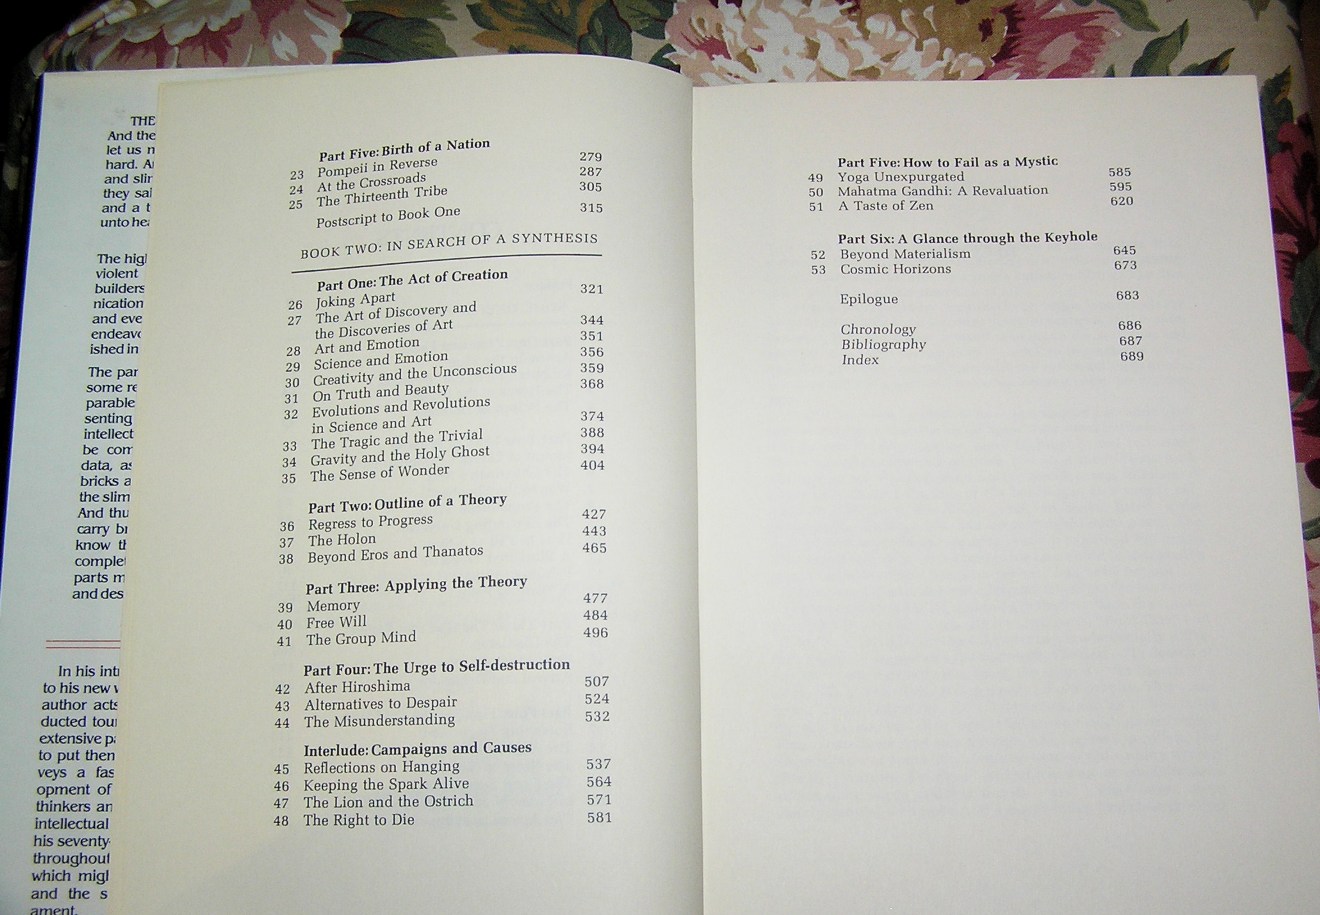 THE
And the
let us n
hard. A
and slir
they sai
and a t
unto hea
The high
violent
builders
nication
and eve
endeavo
ished in
The par
some re
parable
senting
intellect
be com
data, as
bricks a
the slim
And thu
carry br
know th
complet
parts m
and des
In his int
to his new v
author acts
ducted tour
extensive pa
to put then
veys a fas
opment of
thinkers an
intellectual
his seventy
throughout
which migl
and the s
ament.
Part Five: Birth of a Nation
23 Pompeii in Reverse 279
24 At the Crossroads 287
25 The Thirteenth Tribe 305
Postscript to Book One 315
BOOK TWO: IN SEARCH OF A SYNTHESIS
Part One: The Act of Creation
26 Joking Apart 321
27 The Art of Discovery and
the Discoveries of Art 344
28 Art and Emotion 351
29 Science and Emotion 356
30 Creativity and the Unconscious 359
31 On Truth and Beauty 368
32 Evolutions and Revolutions
in Science and Art 374
33 The Tragic and the Trivial 388
34 Gravity and the Holy Ghost 394
35 The Sense of Wonder 404
Part Two: Outline of a Theory
36 Regress to Progress 427
37 The Holon 443
38 Beyond Eros and Thanatos 465
Part Three: Applying the Theory
39 Memory 477
40 Free Will 484
41 The Group Mind 496
Part Four: The Urge to Self-destruction
42 After Hiroshima 507
43 Alternatives to Despair 524
44 The Misunderstanding 532
Interlude: Campaigns and Causes
45 Reflections on Hanging 537
46 Keeping the Spark Alive 564
47 The Lion and the Ostrich 571
48 The Right to Die 581
Part Five: How to Fail as a Mystic
49 Yoga Unexpurgated 585
50 Mahatma Gandhi: A Revaluation 595
51 A Taste of Zen 620
Part Six: A Glance through the Keyhole
52 Beyond Materialism 645
53 Cosmic Horizons 673
Epilogue 683
Chronology 686
Bibliography 687
Index 689